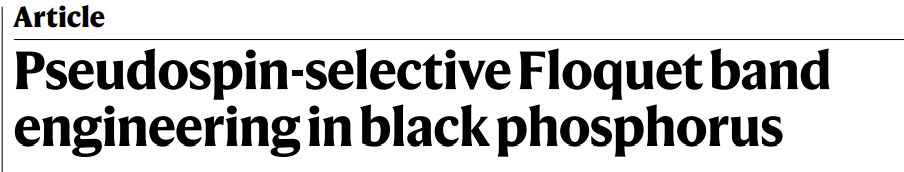 Article
Pseudospin-selective Floquet band
engineering in black phosphorus